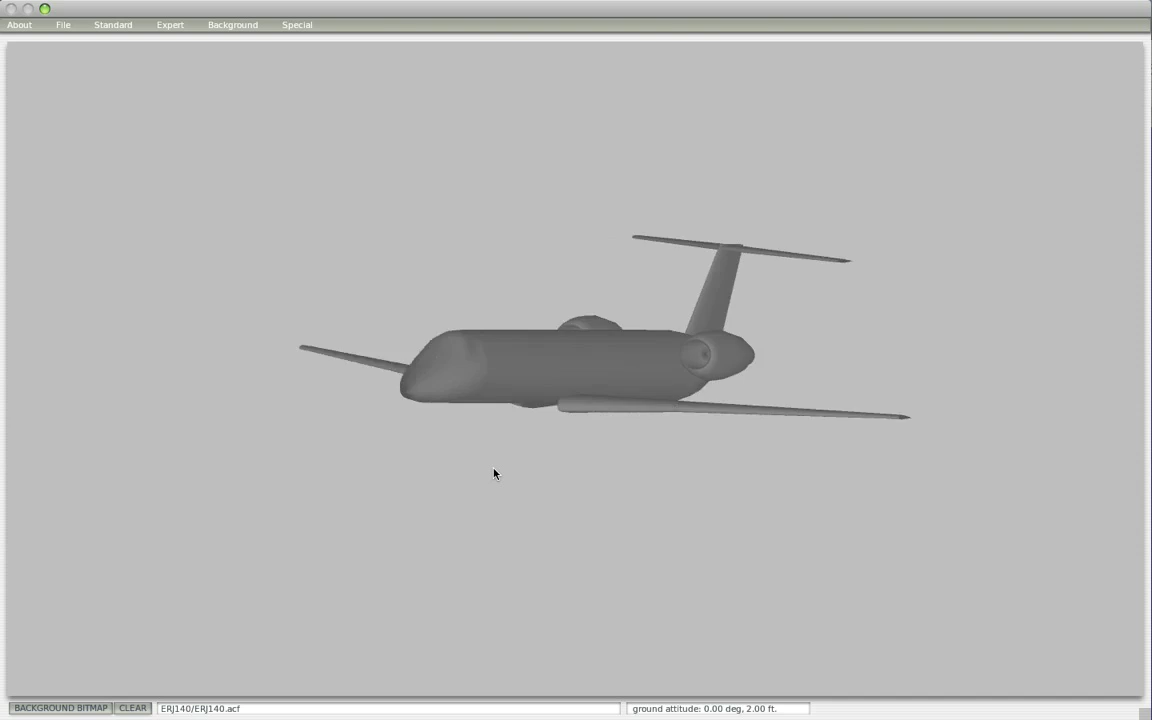 About File Standard Expert Background Special
BACKGROUND BITMAP CLEAR ERJ140/ERJ140.acf ground attitude: 0.00 deg, 2.00 ft.